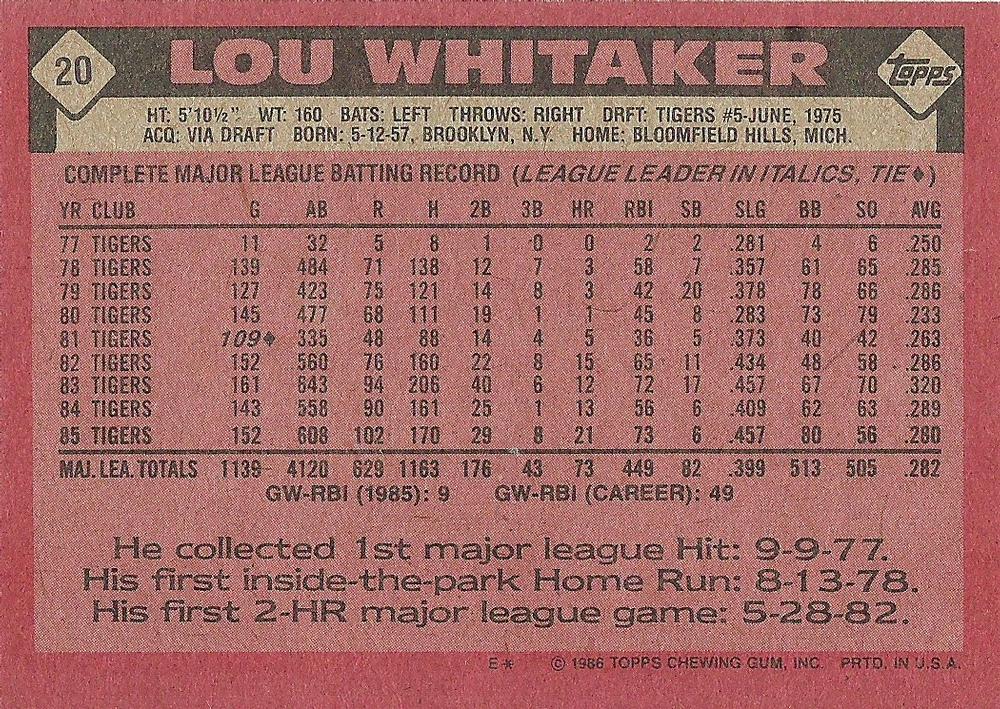 20 LOU WHITAKER topps
HT: 5'10½" WT: 160 BATS: LEFT THROWS: RIGHT DRFT: TIGERS #5-JUNE, 1975
ACQ: VIA DRAFT BORN: 5-12-57, BROOKLYN, N.Y. HOME: BLOOMFIELD HILLS, MICH.
COMPLETE MAJOR LEAGUE BATTING RECORD (LEAGUE LEADER IN ITALICS, TIE♦)
YR CLUB G AB R H 2B 3B HR RBI SB SLG BB SO AVG
77 TIGERS 11 32 5 8 1 0 0 2 2 .281 4 6 .250
78 TIGERS 139 484 71 138 12 7 3 58 7 .357 61 65 .285
79 TIGERS 127 423 75 121 14 8 3 42 20 .378 78 66 .286
80 TIGERS 145 477 68 111 19 1 1 45 8 .283 73 79 .233
81 TIGERS 109♦ 335 48 88 14 4 5 36 5 .373 40 42 .263
82 TIGERS 152 560 76 160 22 8 15 65 11 .434 48 58 .286
83 TIGERS 161 643 94 206 40 6 12 72 17 .457 67 70 .320
84 TIGERS 143 558 90 161 25 1 13 56 6 .409 62 63 .289
85 TIGERS 152 608 102 170 29 8 21 73 6 .457 80 56 .280
MAJ. LEA. TOTALS 1139 4120 629 1163 176 43 73 449 82 .399 513 505 .282
GW-RBI (1985): 9 GW-RBI (CAREER): 49
He collected 1st major league Hit: 9-9-77.
His first inside-the-park Home Run: 8-13-78.
His first 2-HR major league game: 5-28-82.
E* © 1986 TOPPS CHEWING GUM, INC. PRTD. IN U.S.A.